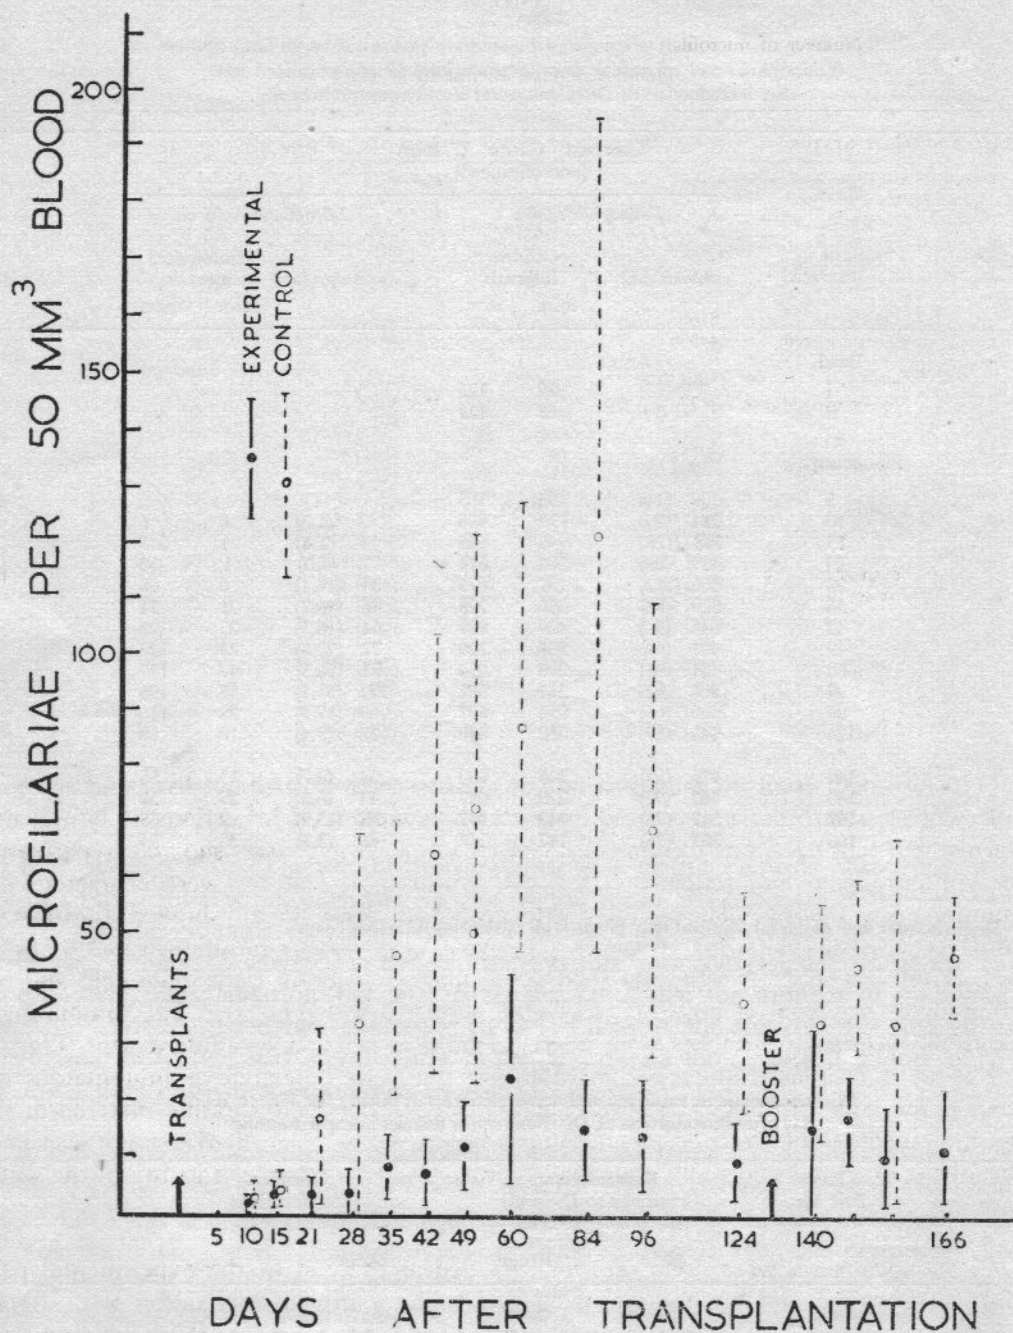 MICROFILARIAE PER 50 MM³ BLOOD
200
150
100
50
EXPERIMENTAL
CONTROL
TRANSPLANTS
BOOSTER
5 10 15 21 28 35 42 49 60 84 96 124 140 166
DAYS AFTER TRANSPLANTATION